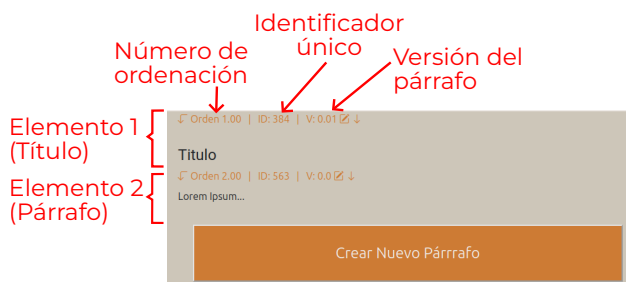 Identificador
único
Número de
ordenación
Versión del
párrafo
Elemento 1
(Título)
Orden 1.00 | ID: 384 | V: 0.01
Titulo
Elemento 2
(Párrafo)
Orden 2.00 | ID: 563 | V: 0.0
Lorem Ipsum...
Crear Nuevo Párrrafo